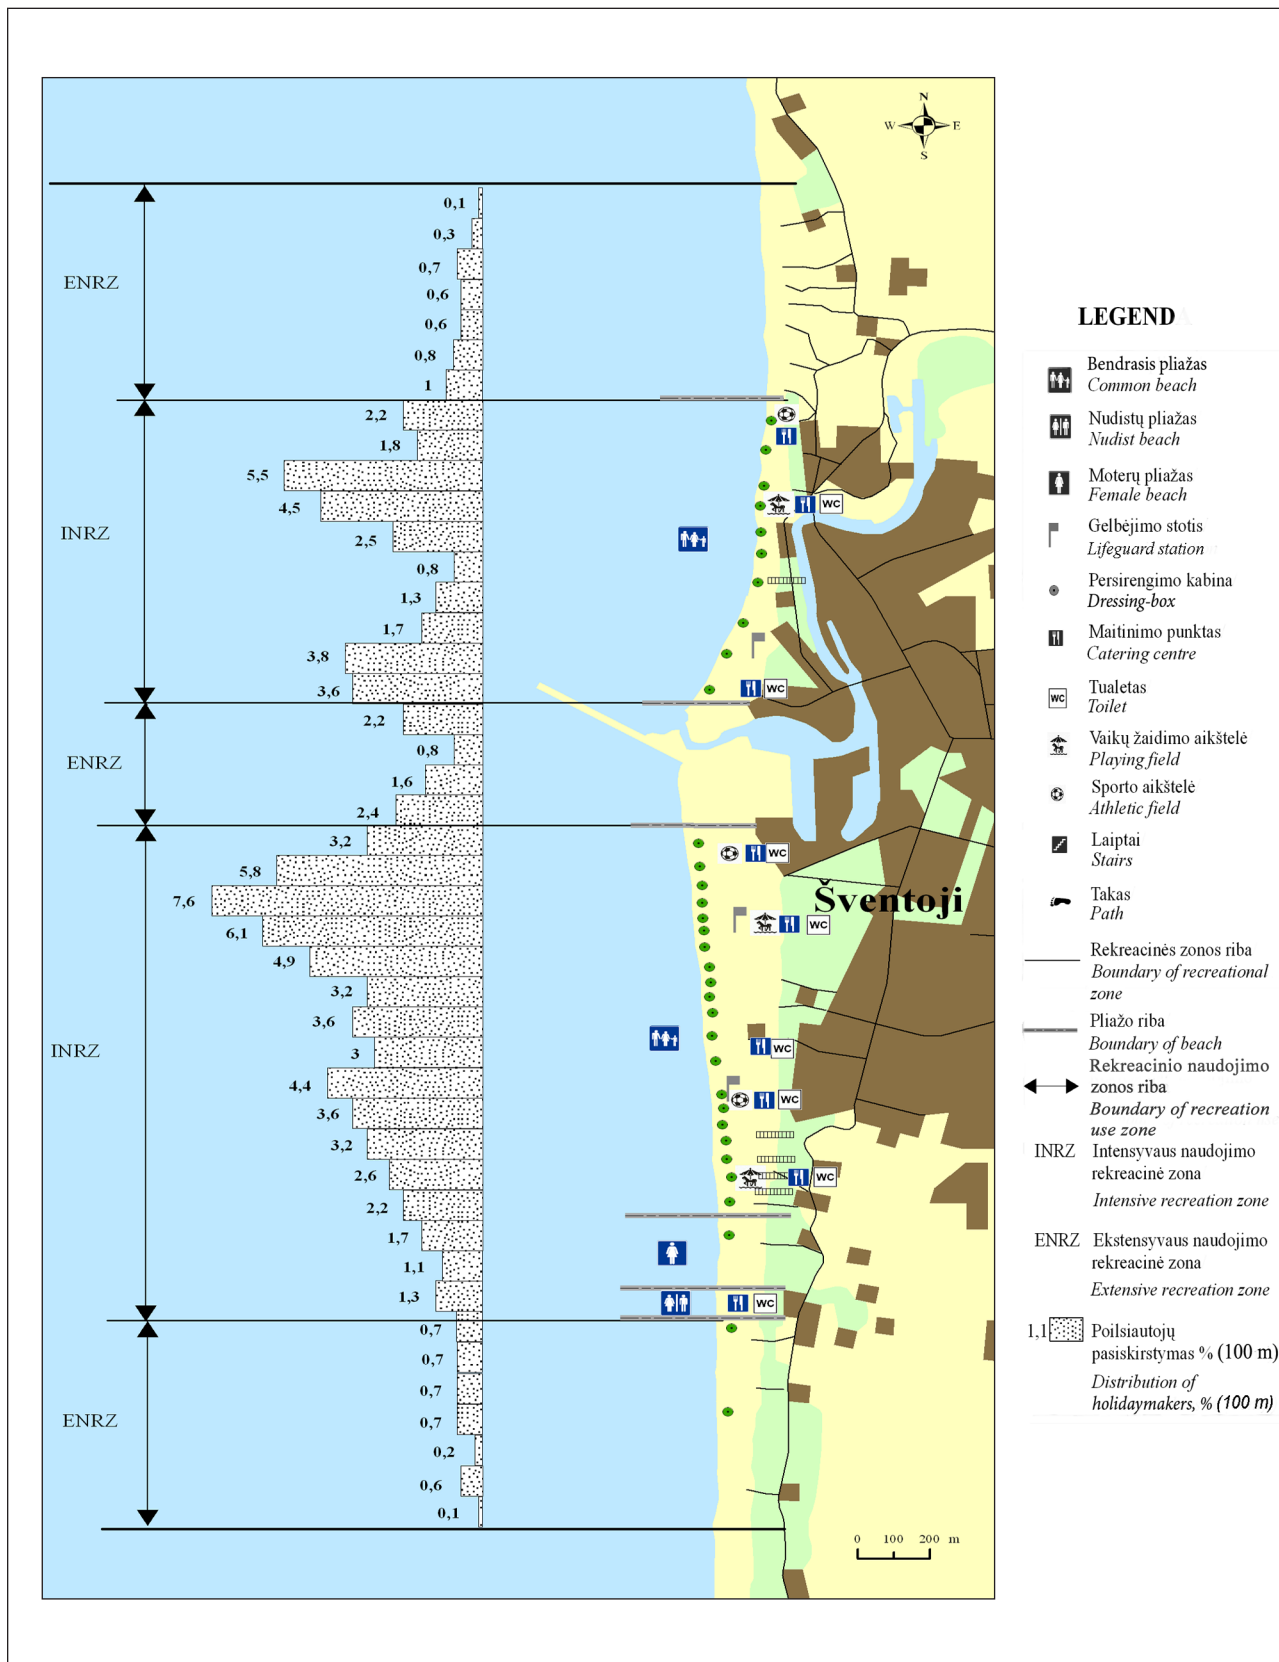 N
W E
S
0,1
0,3
0,7
ENRZ
0,6
0,6
0,8
1
2,2
1,8
5,5
4,5
WC
INRZ
2,5
0,8
1,3
1,7
3,8
3,6
WC
2,2
0,8
ENRZ
1,6
2,4
3,2
WC
5,8
7,6
Šventoji
6,1
WC
4,9
3,2
3,6
INRZ
3
WC
4,4
3,6
WC
3,2
2,6
WC
2,2
1,7
1,1
1,3
WC
0,7
0,7
0,7
ENRZ
0,7
0,2
0,6
0,1
0 100 200 m
LEGEND
Bendrasis pliažas
Common beach
Nudistų pliažas
Nudist beach
Moterų pliažas
Female beach
Gelbėjimo stotis
Lifeguard station
Persirengimo kabina
Dressing-box
Maitinimo punktas
Catering centre
WC
Tualetas
Toilet
Vaikų žaidimo aikštelė
Playing field
Sporto aikštelė
Athletic field
Laiptai
Stairs
Takas
Path
Rekreacinės zonos riba
Boundary of recreational
zone
Pliažo riba
Boundary of beach
Rekreacinio naudojimo
zonos riba
Boundary of recreation
use zone
INRZ Intensyvaus naudojimo
rekreacinė zona
Intensive recreation zone
ENRZ Ekstensyvaus naudojimo
rekreacinė zona
Extensive recreation zone
1,1 Poilsiautojų
pasiskirstymas % (100 m)
Distribution of
holidaymakers, % (100 m)